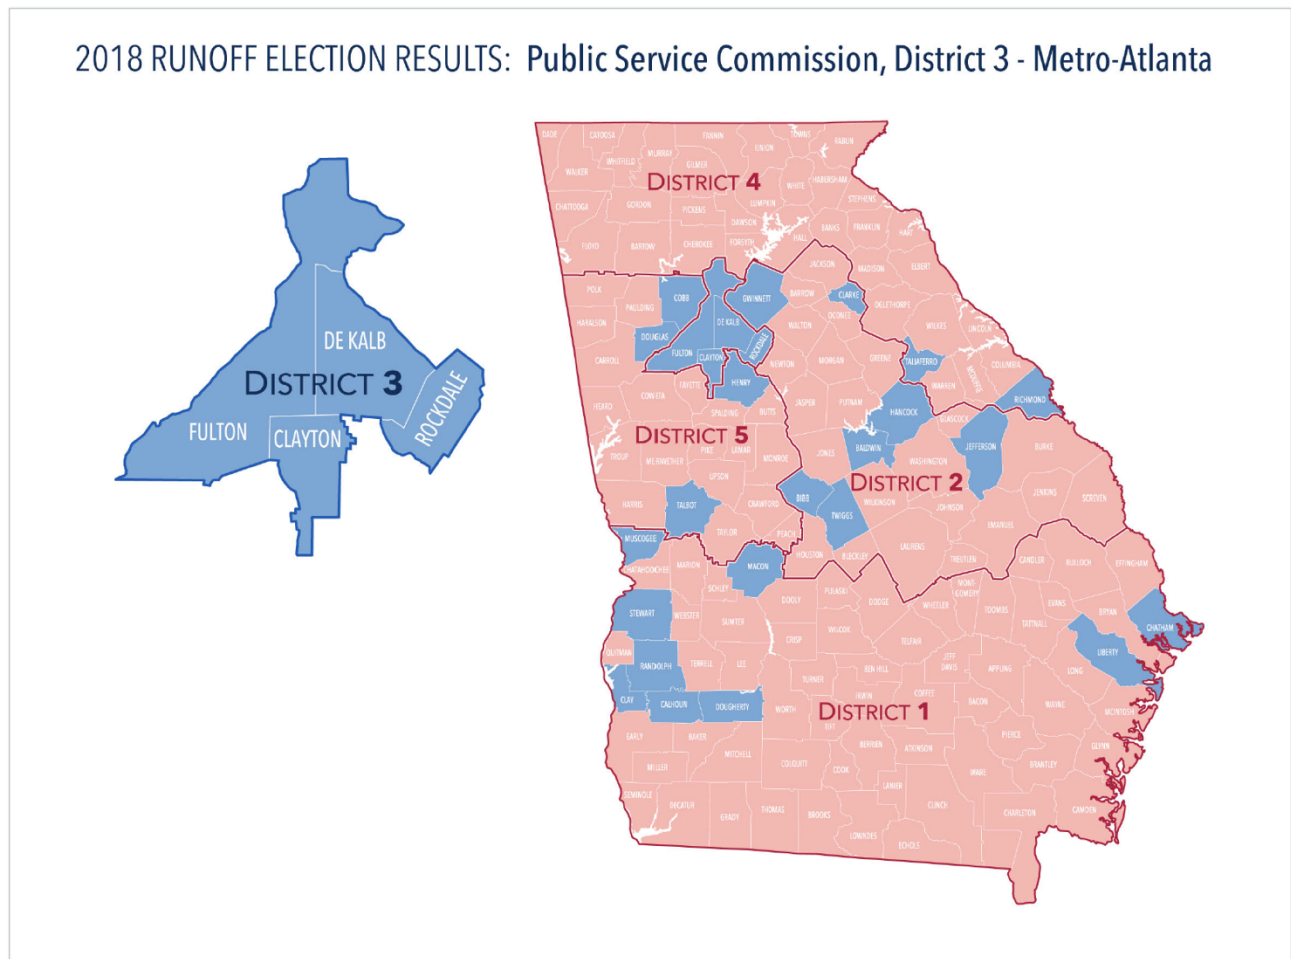 2018 RUNOFF ELECTION RESULTS: Public Service Commission, District 3 - Metro-Atlanta
DE KALB
DISTRICT 3
FULTON
CLAYTON
ROCKDALE
DADE
CATOOSA
FANNIN
TOWNS
RABUN
WALKER
WHITFIELD
MURRAY
GILMER
UNION
DISTRICT 4
WHITE
HABERSHAM
STEPHENS
CHATTOOGA
GORDON
PICKENS
LUMPKIN
DAWSON
BANKS
FRANKLIN
HART
FLOYD
BARTOW
CHEROKEE
FORSYTH
HALL
JACKSON
MADISON
ELBERT
POLK
COBB
GWINNETT
BARROW
CLARKE
OGLETHORPE
PAULDING
HARALSON
DE KALB
WALTON
OCONEE
WILKES
LINCOLN
DOUGLAS
FULTON
CLAYTON
ROCKDALE
CARROLL
NEWTON
MORGAN
GREENE
TALIAFERRO
COLUMBIA
MCDUFFIE
WARREN
FAYETTE
HENRY
HEARD
COWETA
SPALDING
BUTTS
JASPER
PUTNAM
HANCOCK
GLASCOCK
RICHMOND
DISTRICT 5
TROUP
MERIWETHER
PIKE
LAMAR
MONROE
JONES
BALDWIN
WASHINGTON
JEFFERSON
BURKE
UPSON
DISTRICT 2
HARRIS
TALBOT
CRAWFORD
BIBB
TWIGGS
WILKINSON
JOHNSON
JENKINS
SCREVEN
TAYLOR
PEACH
EMANUEL
MUSCOGEE
HOUSTON
BLECKLEY
LAURENS
TREUTLEN
CANDLER
BULLOCH
EFFINGHAM
CHATAHOOCHEE
MARION
MACON
SCHLEY
DOOLY
PULASKI
DODGE
WHEELER
MONT-
GOMERY
TOOMBS
EVANS
BRYAN
STEWART
WEBSTER
SUMTER
CRISP
WILCOX
TELFAIR
TATTNALL
CHATHAM
LIBERTY
QUITMAN
RANDOLPH
TERRELL
LEE
TURNER
BEN HILL
JEFF
DAVIS
APPLING
LONG
CLAY
CALHOUN
DOUGHERTY
WORTH
IRWIN
COFFEE
BACON
WAYNE
MCINTOSH
DISTRICT 1
TIFT
EARLY
BAKER
MITCHELL
BERRIEN
ATKINSON
PIERCE
GLYNN
MILLER
COLQUITT
COOK
LANIER
WARE
BRANTLEY
SEMINOLE
DECATUR
GRADY
THOMAS
BROOKS
LOWNDES
CLINCH
ECHOLS
CHARLETON
CAMDEN